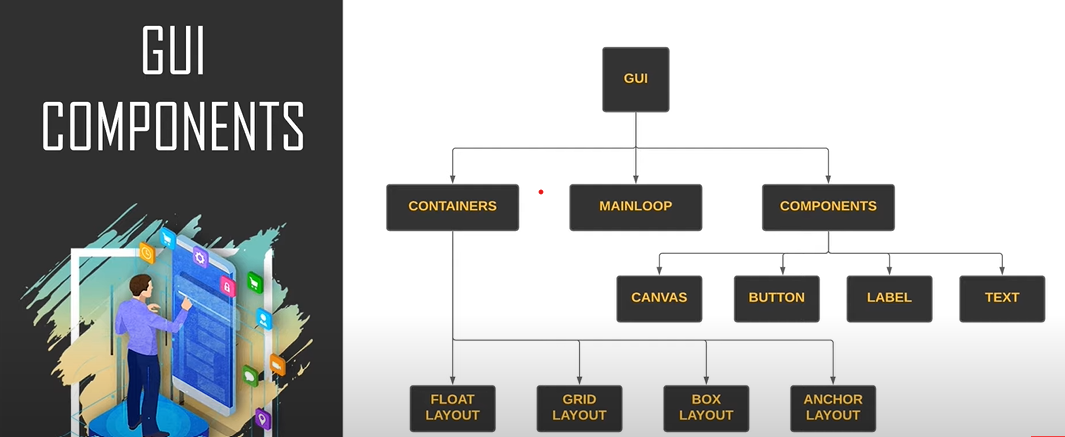 GUI
COMPONENTS
GUI
CONTAINERS
MAINLOOP
COMPONENTS
CANVAS
BUTTON
LABEL
TEXT
FLOAT
LAYOUT
GRID
LAYOUT
BOX
LAYOUT
ANCHOR
LAYOUT